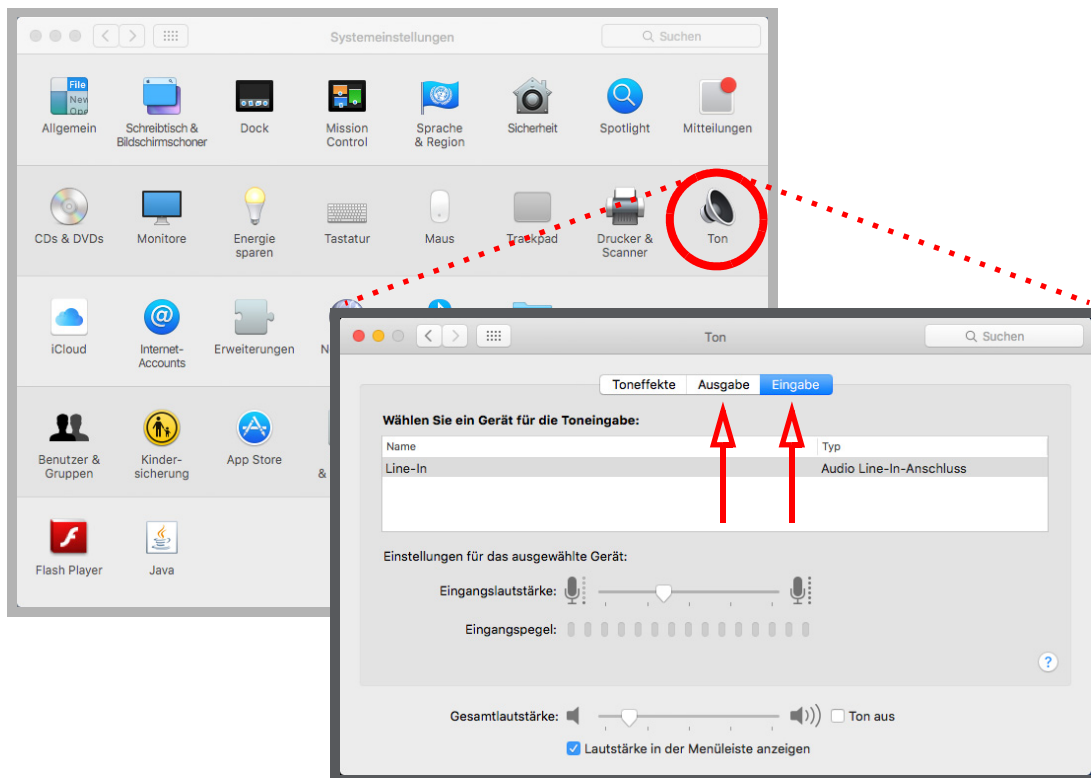 Systemeinstellungen
Suchen
File
New
Ope
Allgemein
Schreibtisch &
Bildschirmschoner
Dock
Mission
Control
Sprache
& Region
Sicherheit
Spotlight
Mitteilungen
CDs & DVDs
Monitore
Energie
sparen
Tastatur
Maus
Trackpad
Drucker &
Scanner
Ton
iCloud
Internet-
Accounts
Erweiterungen
N
Benutzer &
Gruppen
Kinder-
sicherung
App Store
&
Flash Player
Java
Ton
Suchen
Toneffekte
Ausgabe
Eingabe
Wählen Sie ein Gerät für die Toneingabe:
Name
Typ
Line-In
Audio Line-In-Anschluss
Einstellungen für das ausgewählte Gerät:
Eingangslautstärke:
Eingangspegel:
?
Gesamtlautstärke:
Ton aus
Lautstärke in der Menüleiste anzeigen